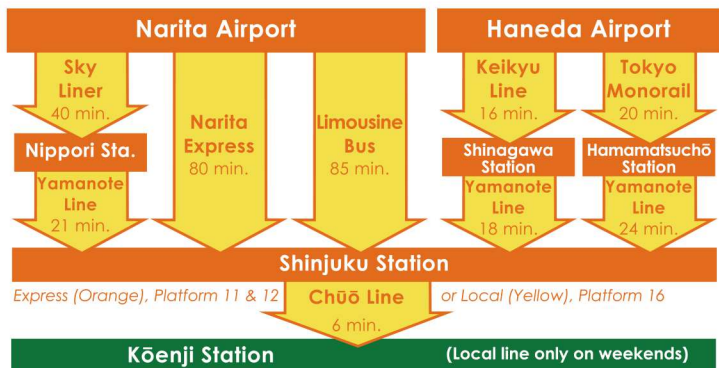 Narita Airport
Haneda Airport
Sky
Liner
40 min.
Nippori Sta.
Yamanote
Line
21 min.
Narita
Express
80 min.
Limousine
Bus
85 min.
Keikyu
Line
16 min.
Shinagawa
Station
Yamanote
Line
18 min.
Tokyo
Monorail
20 min.
Hamamatsuchō
Station
Yamanote
Line
24 min.
Shinjuku Station
Express (Orange), Platform 11 & 12
Chūō Line
6 min.
or Local (Yellow), Platform 16
Kōenji Station
(Local line only on weekends)